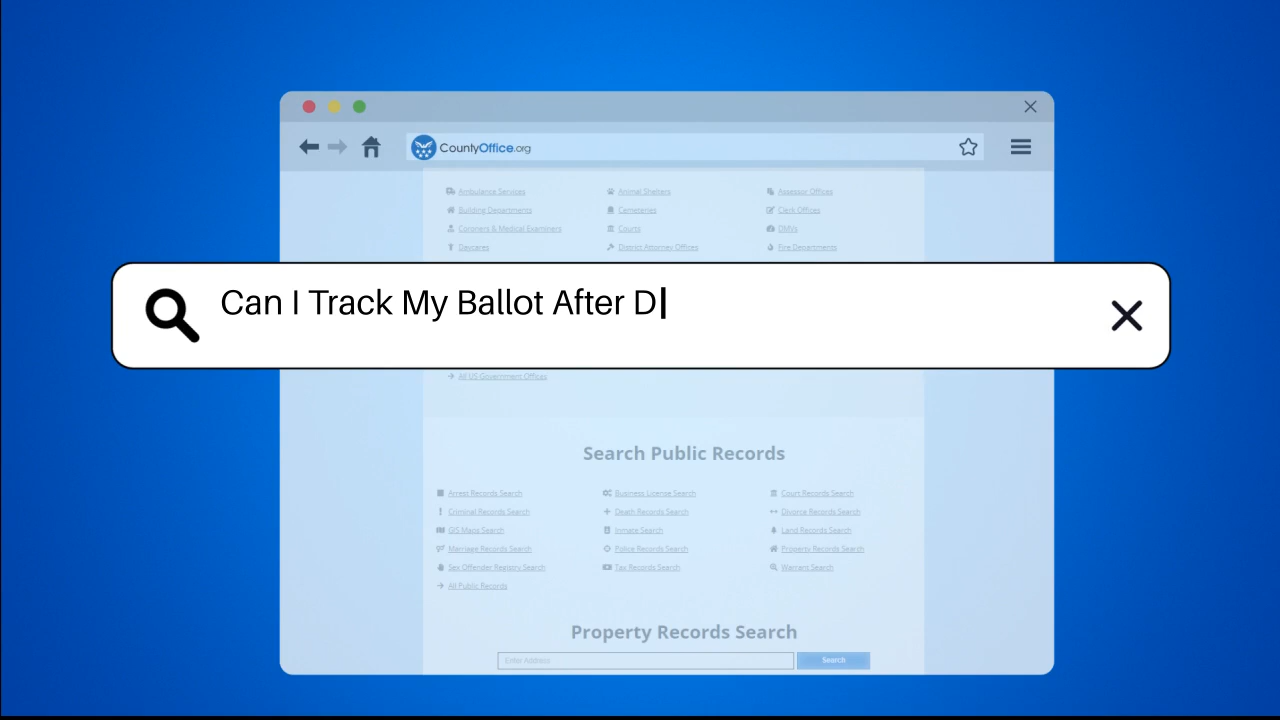 CountyOffice.org
Ambulance Services Animal Shelters Assessor Offices
Building Departments Cemeteries Clerk Offices
Coroners & Medical Examiners Courts DMVs
Daycares District Attorney Offices Fire Departments
Can I Track My Ballot After D
All US Government Offices
Search Public Records
Arrest Records Search Business License Search Court Records Search
Criminal Records Search Death Records Search Divorce Records Search
GIS Maps Search Inmate Search Land Records Search
Marriage Records Search Police Records Search Property Records Search
Sex Offender Registry Search Tax Records Search Warrant Search
All Public Records
Property Records Search
Enter Address Search